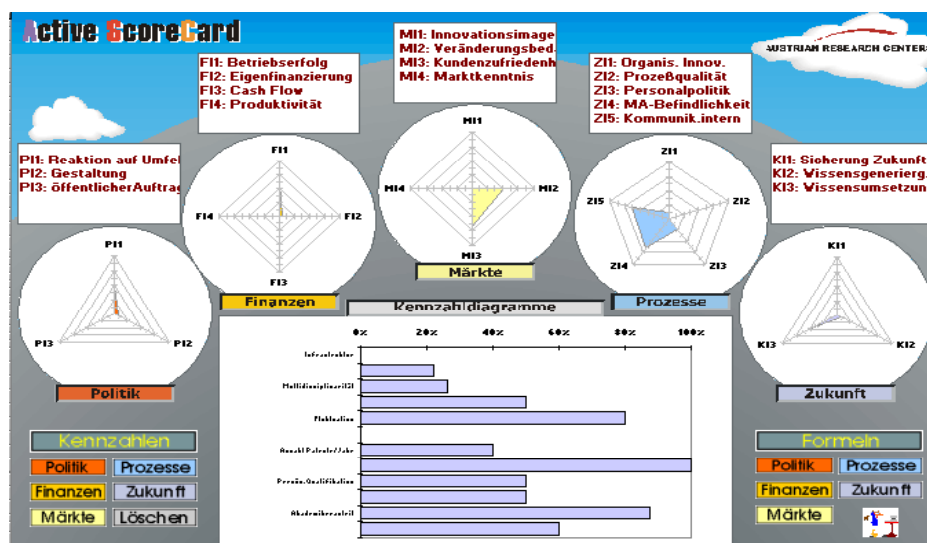 Active ScoreCard
AUSTRIAN RESEARCH CENTERS
FI1: Betriebserfolg
FI2: Eigenfinanzierung
FI3: Cash Flow
FI4: Produktivität
MI1: Innovationsimage
MI2: Veränderungsbed.
MI3: Kundenzufriedenh
MI4: Marktkenntnis
ZI1: Organis. Innov.
ZI2: Prozeßqualität
ZI3: Personalpolitik
ZI4: MA-Befindlichkeit
ZI5: Kommunik.intern
PI1: Reaktion auf Umfel
PI2: Gestaltung
PI3: öffentlicherAuftrag
KI1: Sicherung Zukunft
KI2: Wissensgenerierg.
KI3: Wissensumsetzun
PI1
PI3
PI2
Politik
FI1
FI4
FI2
FI3
Finanzen
MI1
MI4
MI2
MI3
Märkte
ZI1
ZI5
ZI2
ZI4
ZI3
Prozesse
KI1
KI3
KI2
Zukunft
Kennzahldiagramme
0% 20% 40% 60% 80% 100%
Infrastruktur
Multidisziplinarität
Publikation
Anzahl Patente/Jahr
Persön.Qualifikation
Akademikeranteil
Kennzahlen
Politik Prozesse
Finanzen Zukunft
Märkte Löschen
Formeln
Politik Prozesse
Finanzen Zukunft
Märkte